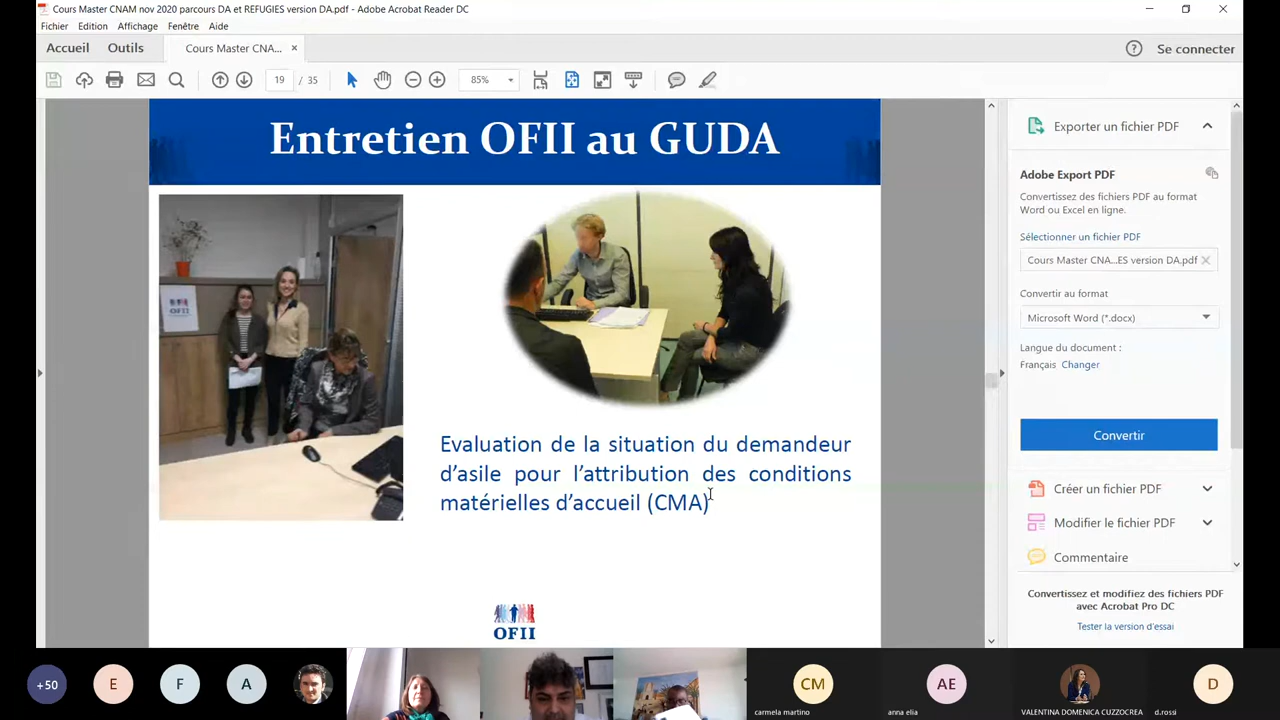 Cours Master CNAM nov 2020 parcours DA et REFUGIES version DA.pdf - Adobe Acrobat Reader DC
Fichier Edition Affichage Fenêtre Aide
Accueil Outils Cours Master CNA... × Se connecter
19 / 35 85%
Entretien OFII au GUDA
OFII
Evaluation de la situation du demandeur
d'asile pour l'attribution des conditions
matérielles d'accueil (CMA)
OFII
Exporter un fichier PDF
Adobe Export PDF
Convertissez des fichiers PDF au format
Word ou Excel en ligne.
Sélectionner un fichier PDF
Cours Master CNA...ES version DA.pdf ×
Convertir au format
Microsoft Word (*.docx)
Langue du document :
Français Changer
Convertir
Créer un fichier PDF
Modifier le fichier PDF
Commentaire
Convertissez et modifiez des fichiers PDF
avec Acrobat Pro DC
Tester la version d'essai
+50 E F A CM AE D
carmela martino anna elia VALENTINA DOMENICA CUZZOCREA d.rossi